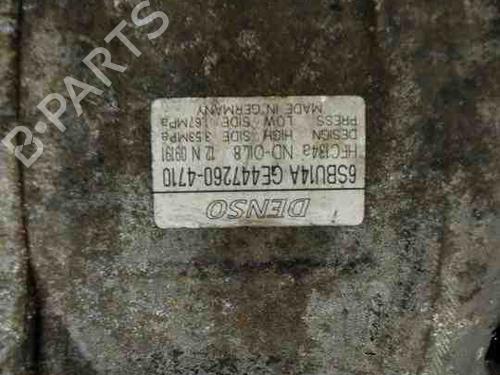 DENSO
6SBU14A GE447260-4710
HFC134a ND-OIL8 12 N 09191
DESIGN HIGH SIDE 3.53MPa
PRESS LOW SIDE 1.67MPa
MADE IN GERMANY
B-PARTS